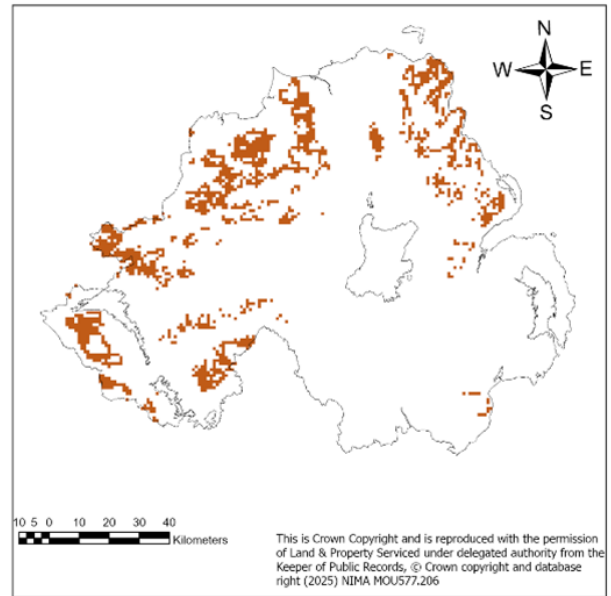 N
W E
S
10 5 0 10 20 30 40
Kilometers
This is Crown Copyright and is reproduced with the permission
of Land & Property Serviced under delegated authority from the
Keeper of Public Records, © Crown copyright and database
right (2025) NIMA MOU577.206